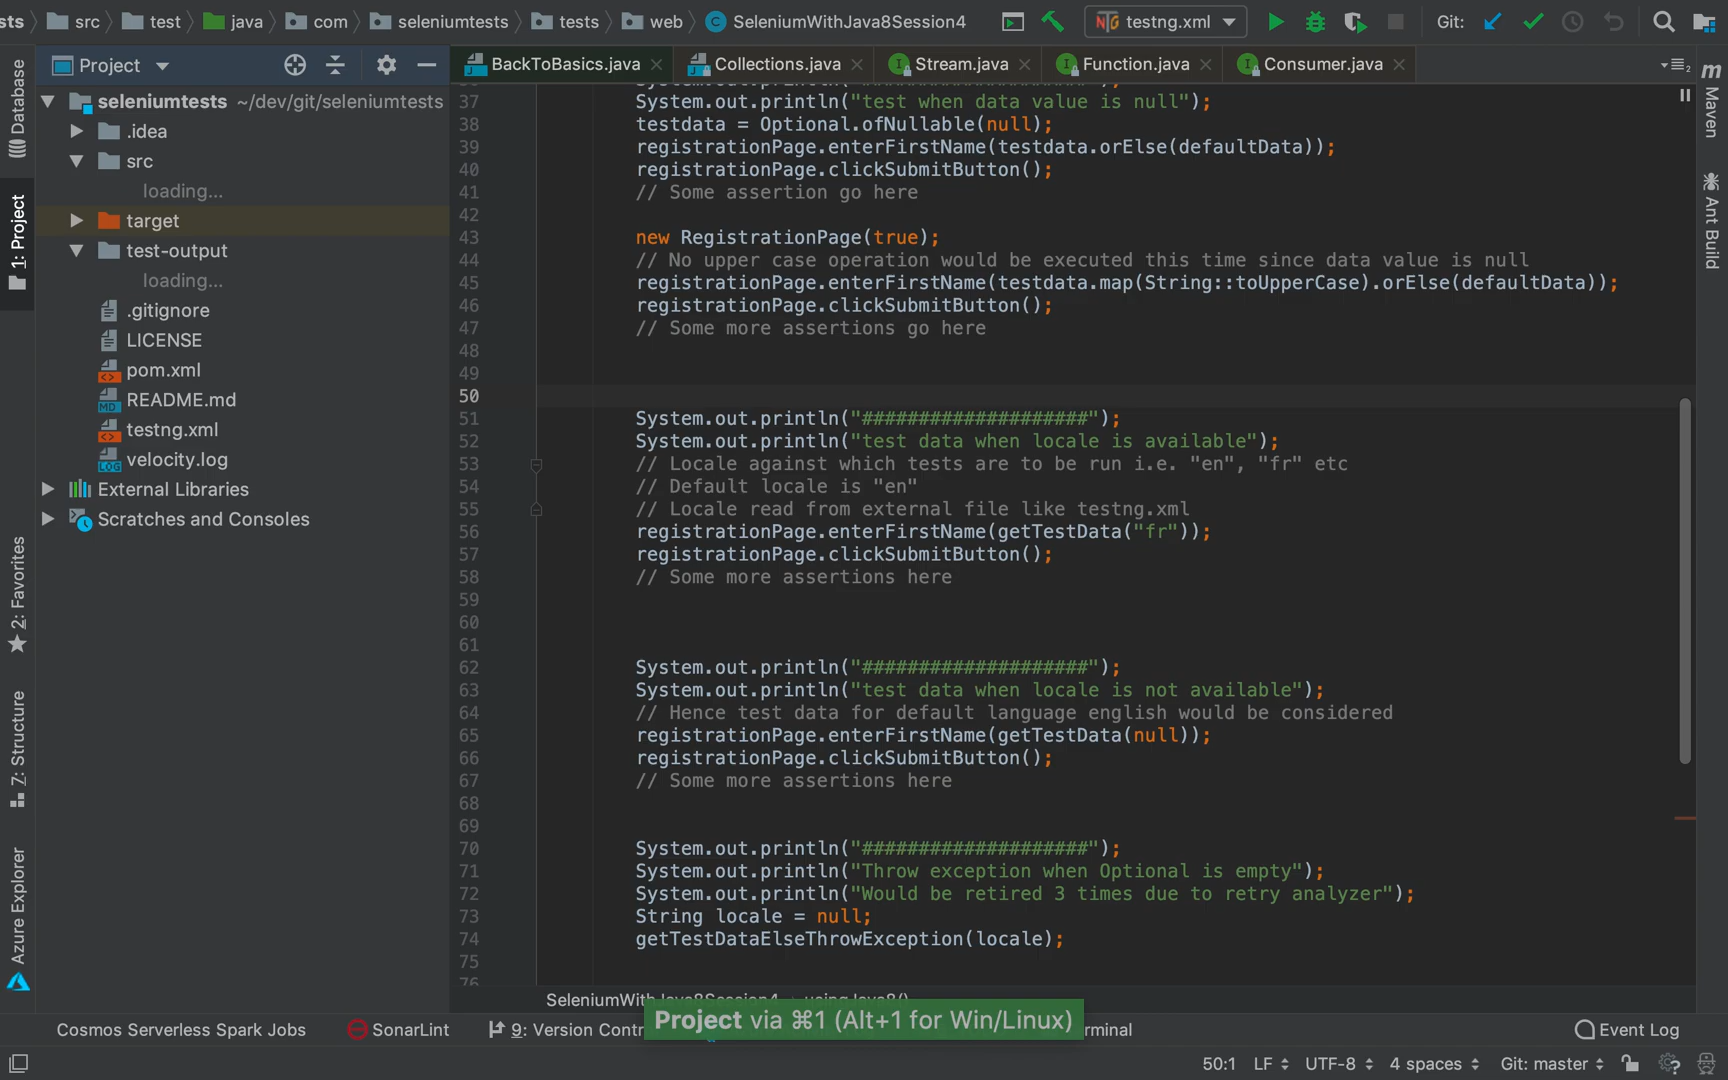 sts src test java com seleniumtests tests web SeleniumWithJava8Session4 testng.xml Git:
Project
BackToBasics.java Collections.java Stream.java Function.java Consumer.java
seleniumtests ~/dev/git/seleniumtests
.idea
src
loading...
target
test-output
loading...
.gitignore
LICENSE
pom.xml
README.md
testng.xml
velocity.log
External Libraries
Scratches and Consoles
Database
1: Project
2: Favorites
7: Structure
Azure Explorer
37 System.out.println("test when data value is null");
38 testdata = Optional.ofNullable(null);
39 registrationPage.enterFirstName(testdata.orElse(defaultData));
40 registrationPage.clickSubmitButton();
41 // Some assertion go here
42
43 new RegistrationPage(true);
44 // No upper case operation would be executed this time since data value is null
45 registrationPage.enterFirstName(testdata.map(String::toUpperCase).orElse(defaultData));
46 registrationPage.clickSubmitButton();
47 // Some more assertions go here
48
49
50
51 System.out.println("####################");
52 System.out.println("test data when locale is available");
53 // Locale against which tests are to be run i.e. "en", "fr" etc
54 // Default locale is "en"
55 // Locale read from external file like testng.xml
56 registrationPage.enterFirstName(getTestData("fr"));
57 registrationPage.clickSubmitButton();
58 // Some more assertions here
59
60
61
62 System.out.println("####################");
63 System.out.println("test data when locale is not available");
64 // Hence test data for default language english would be considered
65 registrationPage.enterFirstName(getTestData(null));
66 registrationPage.clickSubmitButton();
67 // Some more assertions here
68
69
70 System.out.println("####################");
71 System.out.println("Throw exception when Optional is empty");
72 System.out.println("Would be retired 3 times due to retry analyzer");
73 String locale = null;
74 getTestDataElseThrowException(locale);
75
76
Maven
Ant Build
Project via ⌘1 (Alt+1 for Win/Linux)
Cosmos Serverless Spark Jobs SonarLint 9: Version Contr rminal Event Log
50:1 LF UTF-8 4 spaces Git: master